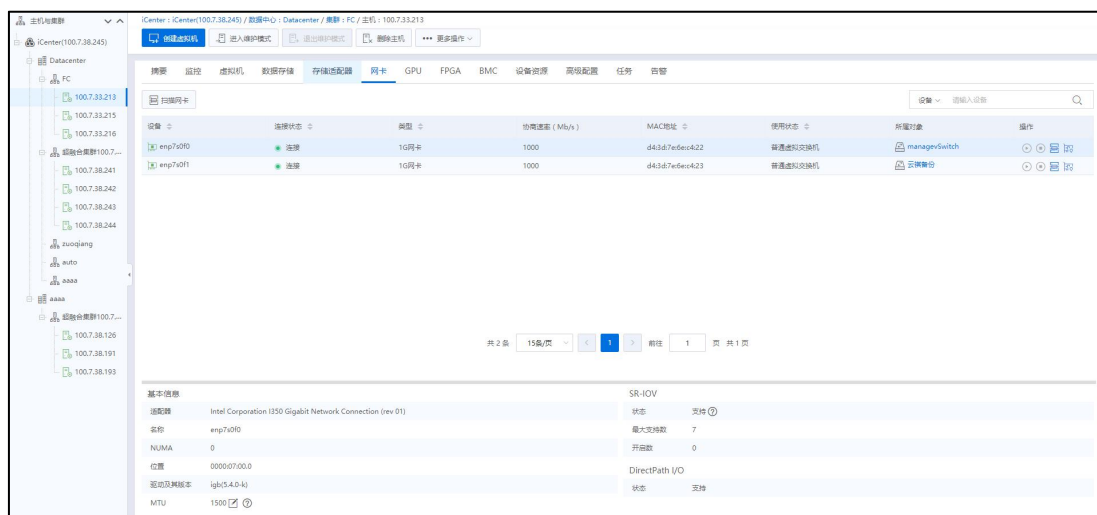 主机与集群
iCenter(100.7.38.245)
Datacenter
FC
100.7.33.213
100.7.33.215
100.7.33.216
超融合集群100.7....
100.7.38.241
100.7.38.242
100.7.38.243
100.7.38.244
zuoqiang
auto
aaaa
aaaa
超融合集群100.7....
100.7.38.126
100.7.38.191
100.7.38.193
iCenter：iCenter(100.7.38.245) / 数据中心：Datacenter / 集群：FC / 主机：100.7.33.213
创建虚拟机 进入维护模式 退出维护模式 删除主机 ••• 更多操作
摘要 监控 虚拟机 数据存储 存储适配器 网卡 GPU FPGA BMC 设备资源 高级配置 任务 告警
扫描网卡 设备 请输入设备
设备 连接状态 类型 协商速率 ( Mb/s ) MAC地址 使用状态 所属对象 操作
enp7s0f0 连接 1G网卡 1000 d4:3d:7e:6e:c4:22 普通虚拟交换机 managevSwitch
enp7s0f1 连接 1G网卡 1000 d4:3d:7e:6e:c4:23 普通虚拟交换机 云祺备份
共 2 条 15条/页 < 1 > 前往 1 页 共 1 页
基本信息
适配器 Intel Corporation I350 Gigabit Network Connection (rev 01)
名称 enp7s0f0
NUMA 0
位置 0000:07:00.0
驱动及其版本 igb(5.4.0-k)
MTU 1500
SR-IOV
状态 支持
最大支持数 7
开启数 0
DirectPath I/O
状态 支持